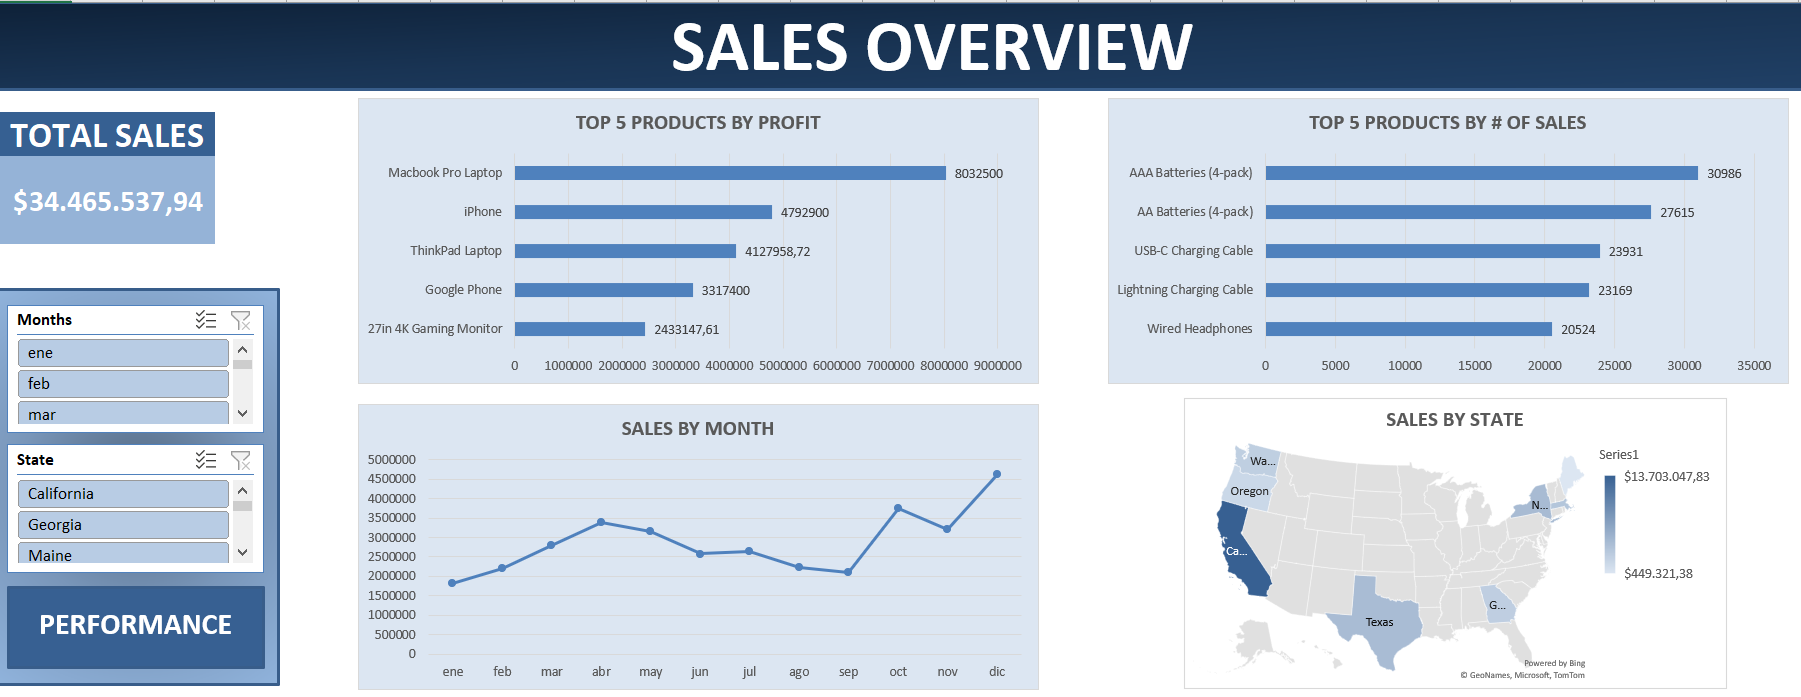 SALES OVERVIEW
TOTAL SALES
$34.465.537,94
Months
ene
feb
mar
State
California
Georgia
Maine
PERFORMANCE
TOP 5 PRODUCTS BY PROFIT
Macbook Pro Laptop 8032500
iPhone 4792900
ThinkPad Laptop 4127958,72
Google Phone 3317400
27in 4K Gaming Monitor 2433147,61
0 1000000 2000000 3000000 4000000 5000000 6000000 7000000 8000000 9000000
TOP 5 PRODUCTS BY # OF SALES
AAA Batteries (4-pack) 30986
AA Batteries (4-pack) 27615
USB-C Charging Cable 23931
Lightning Charging Cable 23169
Wired Headphones 20524
0 5000 10000 15000 20000 25000 30000 35000
SALES BY MONTH
5000000
4500000
4000000
3500000
3000000
2500000
2000000
1500000
1000000
500000
0
ene feb mar abr may jun jul ago sep oct nov dic
SALES BY STATE
Series1
$13.703.047,83
$449.321,38
Wa...
Oregon
Ca...
Texas
G...
N...
Powered by Bing
© GeoNames, Microsoft, TomTom